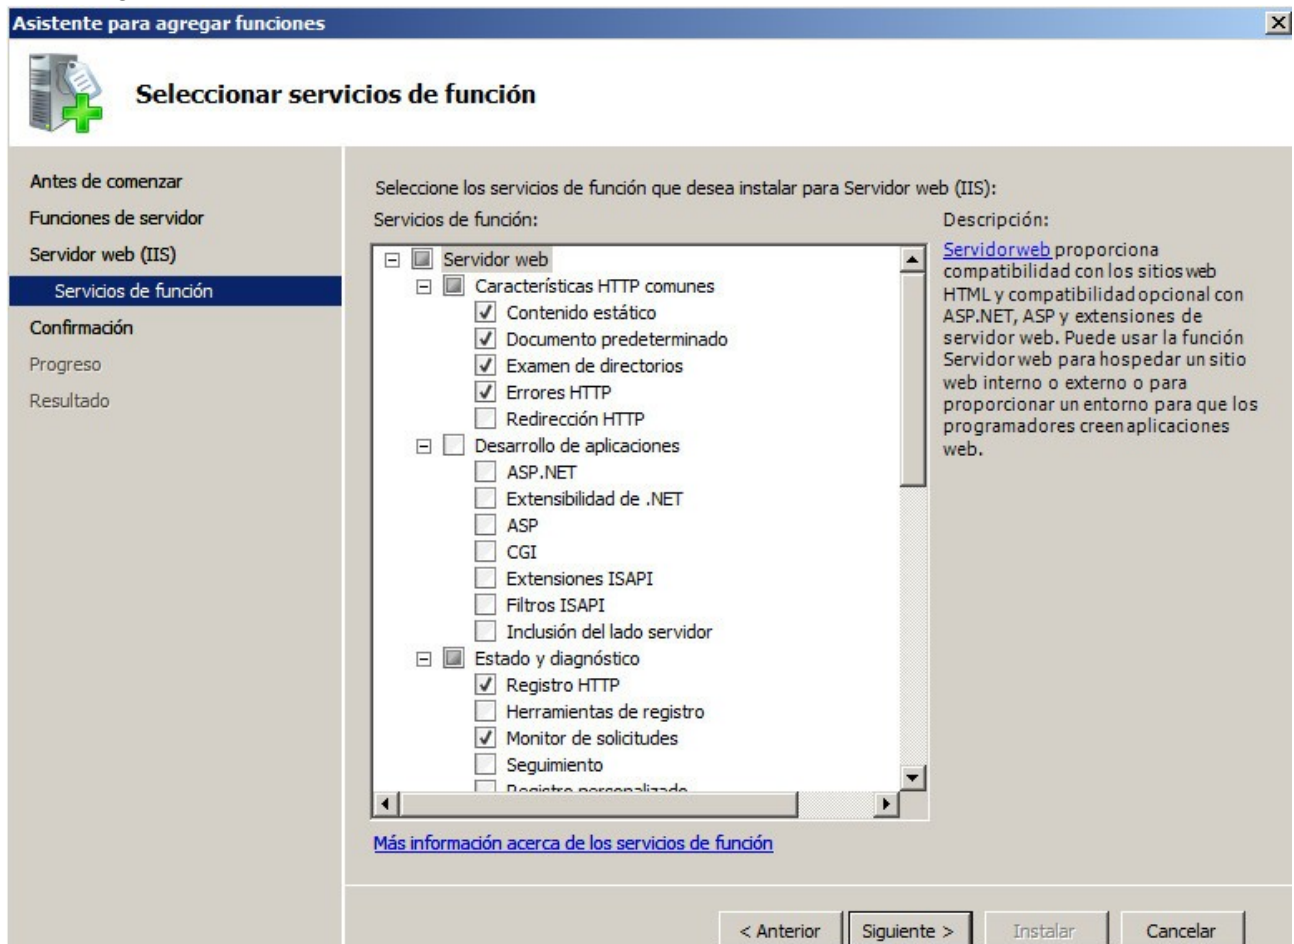 Asistente para agregar funciones
Seleccionar servicios de función
Antes de comenzar
Funciones de servidor
Servidor web (IIS)
Servicios de función
Confirmación
Progreso
Resultado
Seleccione los servicios de función que desea instalar para Servidor web (IIS):
Servicios de función:
Servidor web
Características HTTP comunes
Contenido estático
Documento predeterminado
Examen de directorios
Errores HTTP
Redirección HTTP
Desarrollo de aplicaciones
ASP.NET
Extensibilidad de .NET
ASP
CGI
Extensiones ISAPI
Filtros ISAPI
Inclusión del lado servidor
Estado y diagnóstico
Registro HTTP
Herramientas de registro
Monitor de solicitudes
Seguimiento
Registro personalizado
Descripción:
Servidor web proporciona
compatibilidad con los sitios web
HTML y compatibilidad opcional con
ASP.NET, ASP y extensiones de
servidor web. Puede usar la función
Servidor web para hospedar un sitio
web interno o externo o para
proporcionar un entorno para que los
programadores creen aplicaciones
web.
Más información acerca de los servicios de función
< Anterior
Siguiente >
Instalar
Cancelar